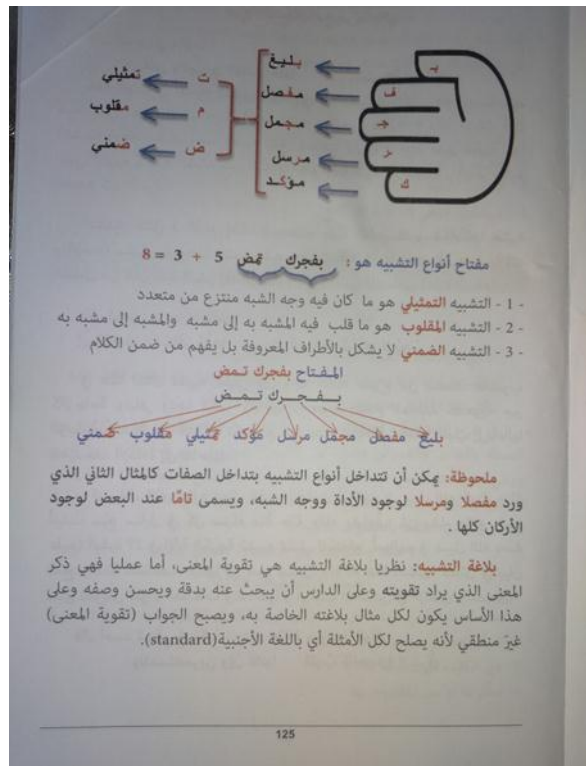 بـ
ف
جـ
ر
ك
بليغ
مفصل
مجمل
مرسل
مؤكد
ت تمثيلي
م مقلوب
ض ضمني
مفتاح أنواع التشبيه هو : بفجرك تمض 5 + 3 = 8
1 - التشبيه التمثيلي هو ما كان فيه وجه الشبه منتزع من متعدد -
2 - التشبيه المقلوب هو ما قلب فيه المشبه به إلى مشبه والمشبه إلى مشبه به -
3 - التشبيه الضمني لا يشكل بالأطراف المعروفة بل يفهم من ضمن الكلام -
المفتاح بفجرك تـمض
بــفــجــرك تــمــض
بليغ مفصل مجمل مرسل مؤكد تمثيلي مقلوب ضمني
ملحوظة: يمكن أن تتداخل أنواع التشبيه بتداخل الصفات كالمثال الثاني الذي
ورد مفصلا ومرسلا لوجود الأداة ووجه الشبه، ويسمى تامًّا عند البعض لوجود
الأركان كلها .
بلاغة التشبيه: نظريا بلاغة التشبيه هي تقوية المعنى، أما عمليا فهي ذكر
المعنى الذي يراد تقويته وعلى الدارس أن يبحث عنه بدقة ويحسن وصفه وعلى
هذا الأساس يكون لكل مثال بلاغته الخاصة به، ويصبح الجواب (تقوية المعنى)
غيرَ منطقي لأنه يصلح لكل الأمثلة أي باللغة الأجنبية(standard).
125